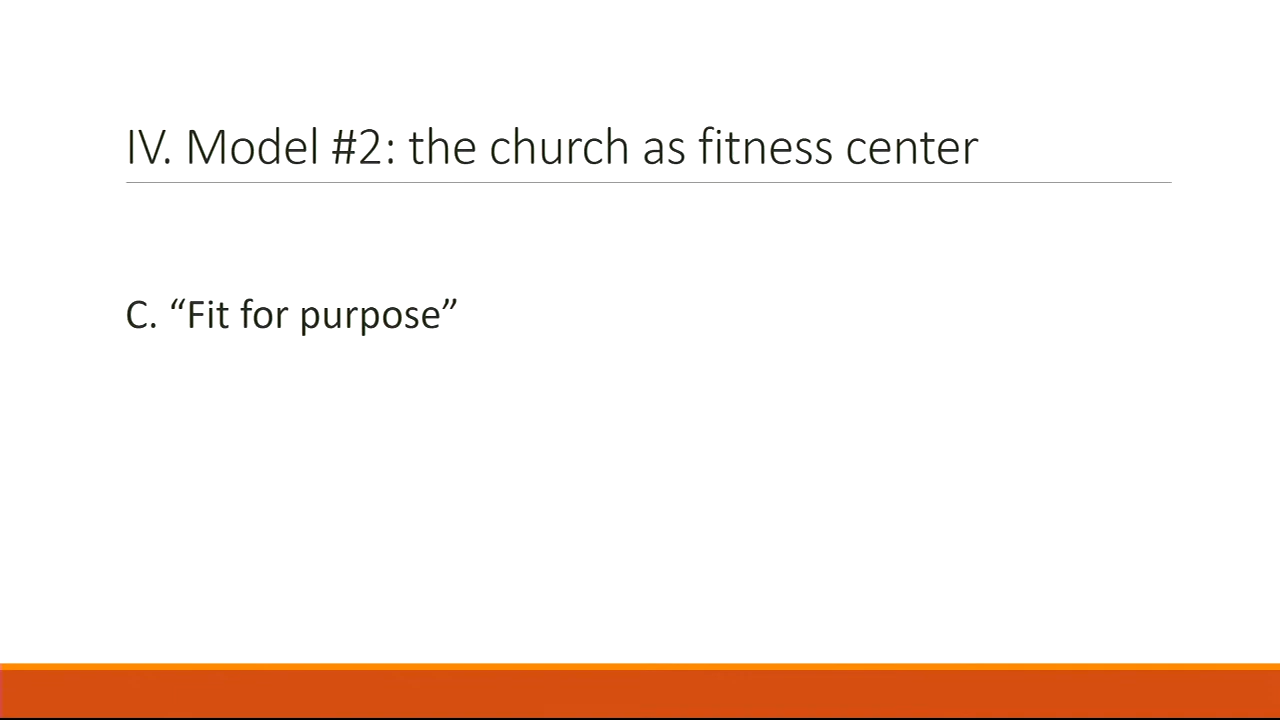 IV. Model #2: the church as fitness center
C. “Fit for purpose”